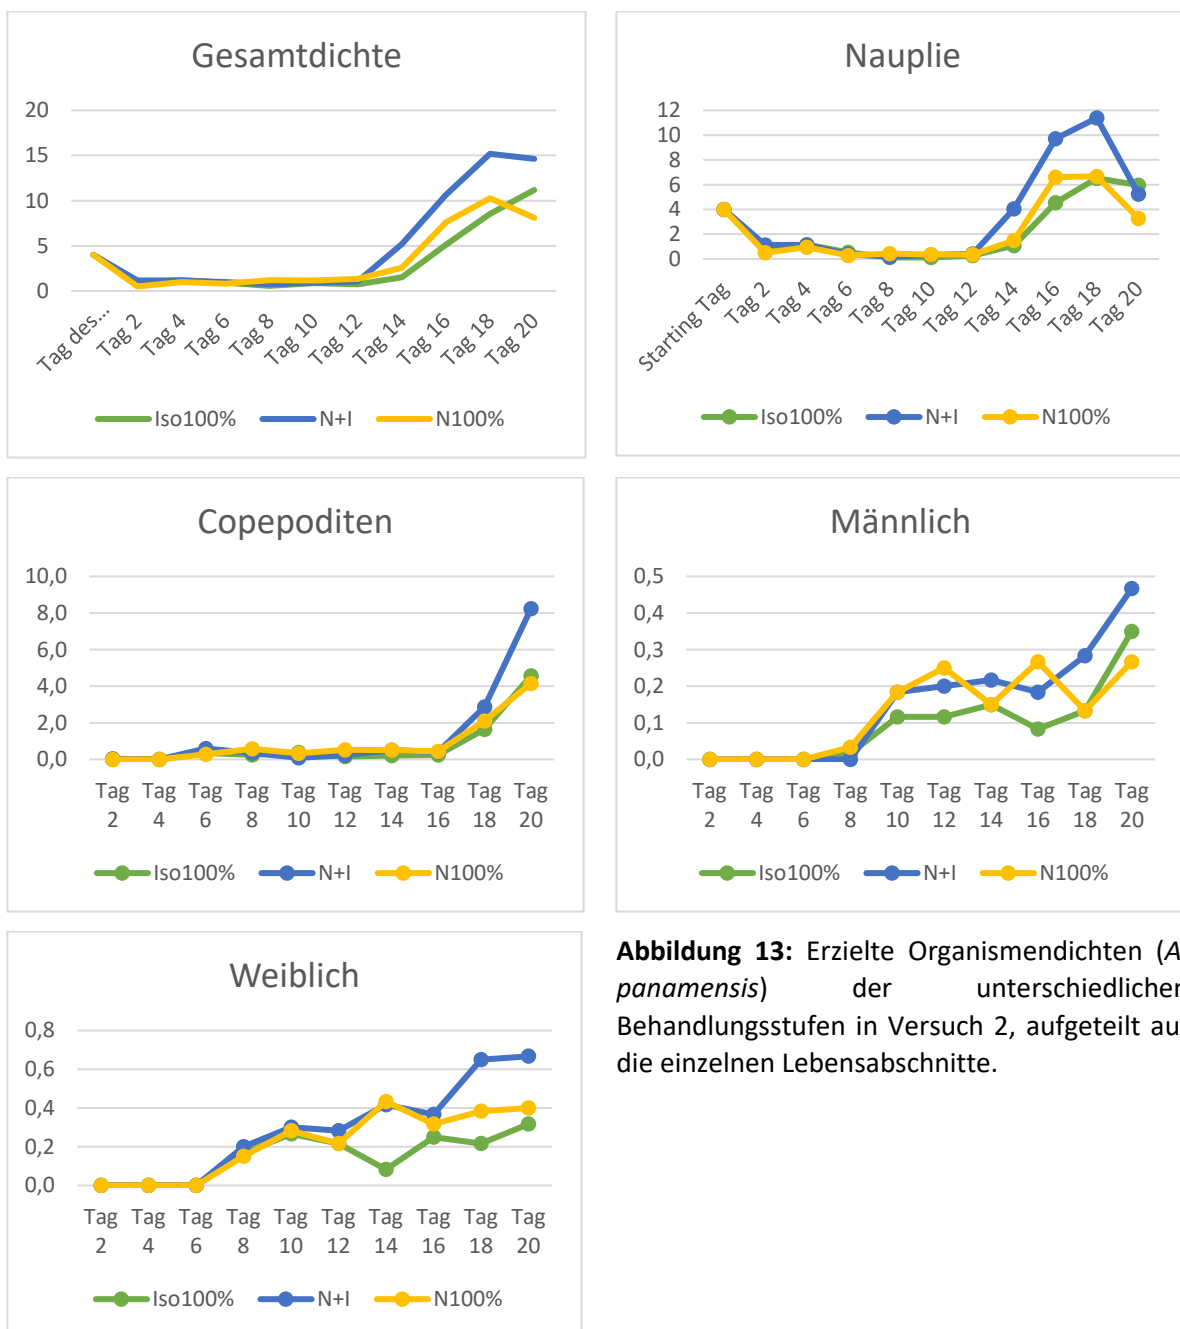 Gesamtdichte
20
15
10
5
0
Tag des...
Tag 2
Tag 4
Tag 6
Tag 8
Tag 10
Tag 12
Tag 14
Tag 16
Tag 18
Tag 20
Iso100% N+I N100%
Nauplie
12
10
8
6
4
2
0
Starting Tag
Tag 2
Tag 4
Tag 6
Tag 8
Tag 10
Tag 12
Tag 14
Tag 16
Tag 18
Tag 20
Iso100% N+I N100%
Copepoditen
10,0
8,0
6,0
4,0
2,0
0,0
Tag Tag Tag Tag Tag Tag Tag Tag Tag Tag
2 4 6 8 10 12 14 16 18 20
Iso100% N+I N100%
Männlich
0,5
0,4
0,3
0,2
0,1
0,0
Tag Tag Tag Tag Tag Tag Tag Tag Tag Tag
2 4 6 8 10 12 14 16 18 20
Iso100% N+I N100%
Weiblich
0,8
0,6
0,4
0,2
0,0
Tag Tag Tag Tag Tag Tag Tag Tag Tag Tag
2 4 6 8 10 12 14 16 18 20
Iso100% N+I N100%
Abbildung 13: Erzielte Organismendichten (A
panamensis) der unterschiedlicher
Behandlungsstufen in Versuch 2, aufgeteilt au
die einzelnen Lebensabschnitte.